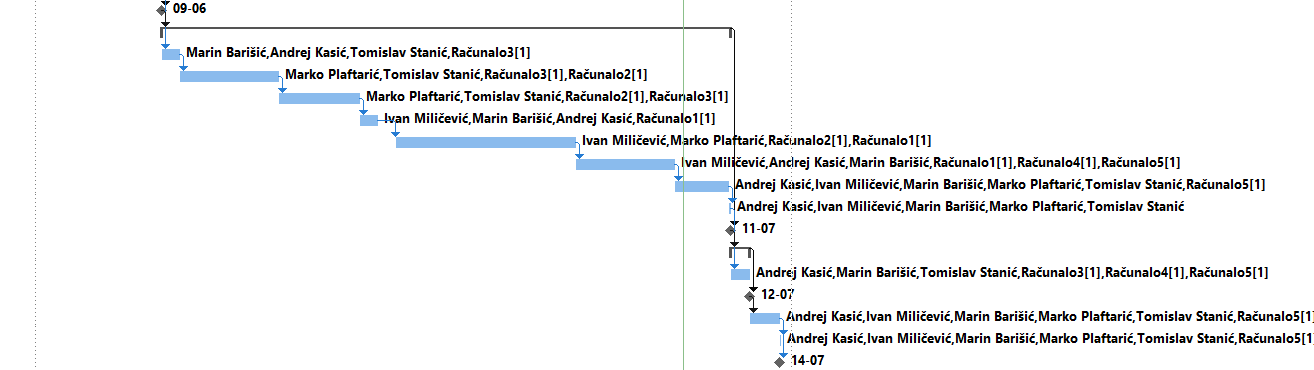 09-06
Marin Barišić,Andrej Kasić,Tomislav Stanić,Računalo3[1]
Marko Plaftarić,Tomislav Stanić,Računalo3[1],Računalo2[1]
Marko Plaftarić,Tomislav Stanić,Računalo2[1],Računalo3[1]
Ivan Miličević,Marin Barišić,Andrej Kasić,Računalo1[1]
Ivan Miličević,Marko Plaftarić,Računalo2[1],Računalo1[1]
Ivan Miličević,Andrej Kasić,Marin Barišić,Računalo1[1],Računalo4[1],Računalo5[1]
Andrej Kasić,Ivan Miličević,Marin Barišić,Marko Plaftarić,Tomislav Stanić,Računalo5[1]
Andrej Kasić,Ivan Miličević,Marin Barišić,Marko Plaftarić,Tomislav Stanić
11-07
Andrej Kasić,Marin Barišić,Tomislav Stanić,Računalo3[1],Računalo4[1],Računalo5[1]
12-07
Andrej Kasić,Ivan Miličević,Marin Barišić,Marko Plaftarić,Tomislav Stanić,Računalo5[1]
Andrej Kasić,Ivan Miličević,Marin Barišić,Marko Plaftarić,Tomislav Stanić,Računalo5[1]
14-07